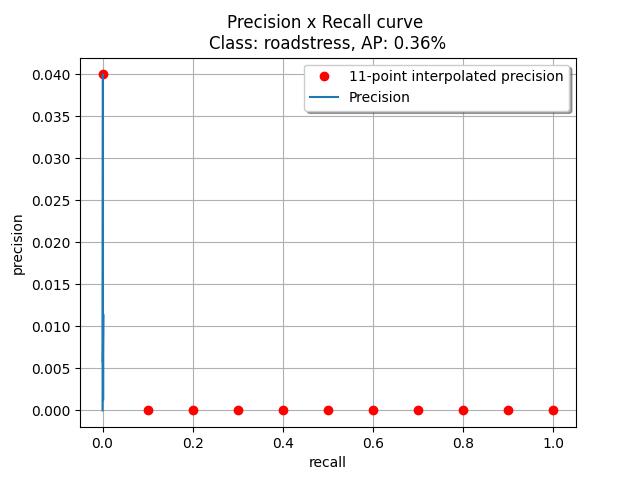 Precision x Recall curve
Class: roadstress, AP: 0.36%
11-point interpolated precision
Precision
precision
0.040
0.035
0.030
0.025
0.020
0.015
0.010
0.005
0.000
0.0 0.2 0.4 0.6 0.8 1.0
recall